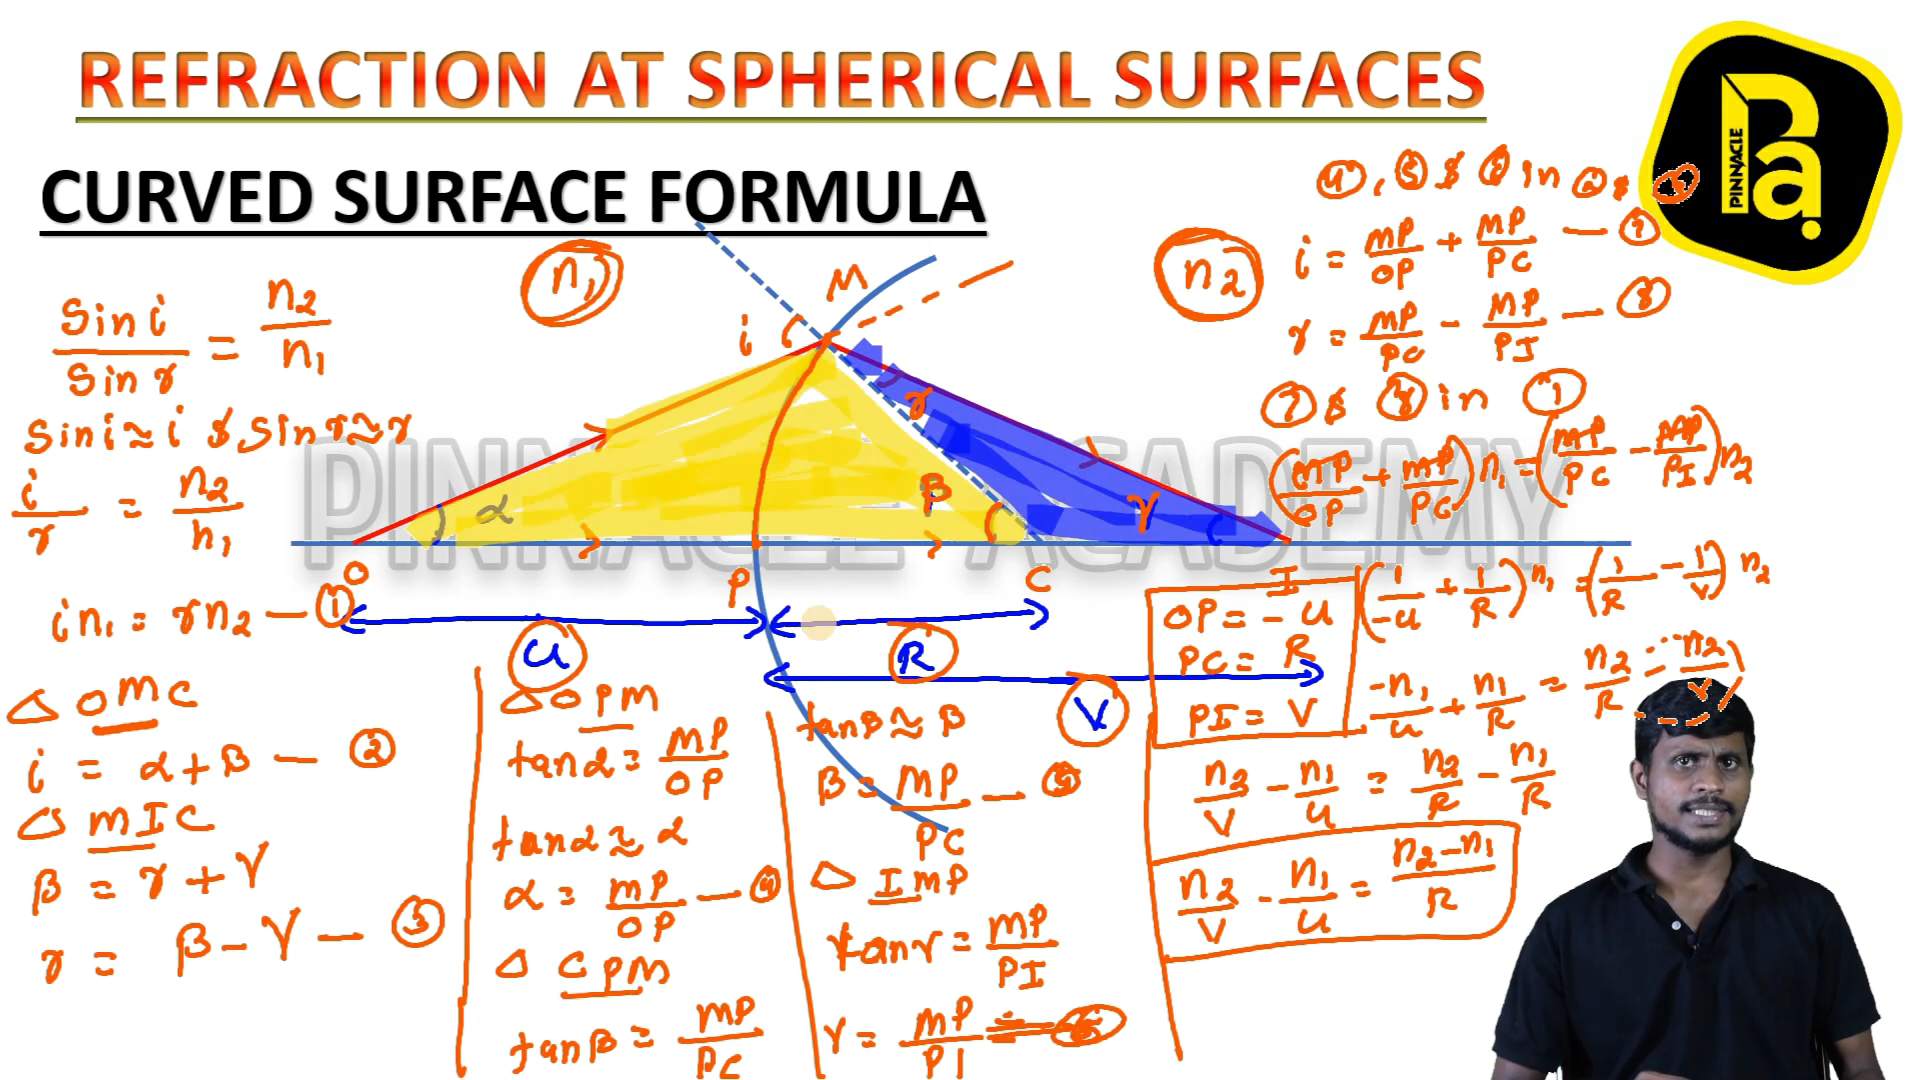 REFRACTION AT SPHERICAL SURFACES
CURVED SURFACE FORMULA
PINNACLE
Pa
PINNACLE ACADEMY
n1
n2
M
i
r
α
β
γ
O
P
C
I
u
R
V
Sin i / Sin r = n2 / n1
Sin i ≈ i & Sin r ≈ r
i / r = n2 / n1
i n1 = r n2 — ①
△ OMC
i = α + β — ②
△ MIC
β = r + γ
r = β - γ — ③
△ OPM
tan α = MP / OP
tan α ≈ α
α = MP / OP — ④
△ CPM
tan β = MP / PC
tan β ≈ β
β = MP / PC — ⑤
△ IMP
tan γ = MP / PI
γ = MP / PI = ⑥
OP = - u
PC = R
PI = V
④, ⑤ & ⑥ in ② & ③
i = MP / OP + MP / PC — ⑦
r = MP / PC - MP / PI — ⑧
⑦ & ⑧ in ①
(MP / OP + MP / PC) n1 = (MP / PC - MP / PI) n2
(1 / -u + 1 / R) n1 = (1 / R - 1 / V) n2
-n1 / u + n1 / R = n2 / R - n2 / V
n2 / V - n1 / u = n2 / R - n1 / R
n2 / V - n1 / u = n2 - n1 / R